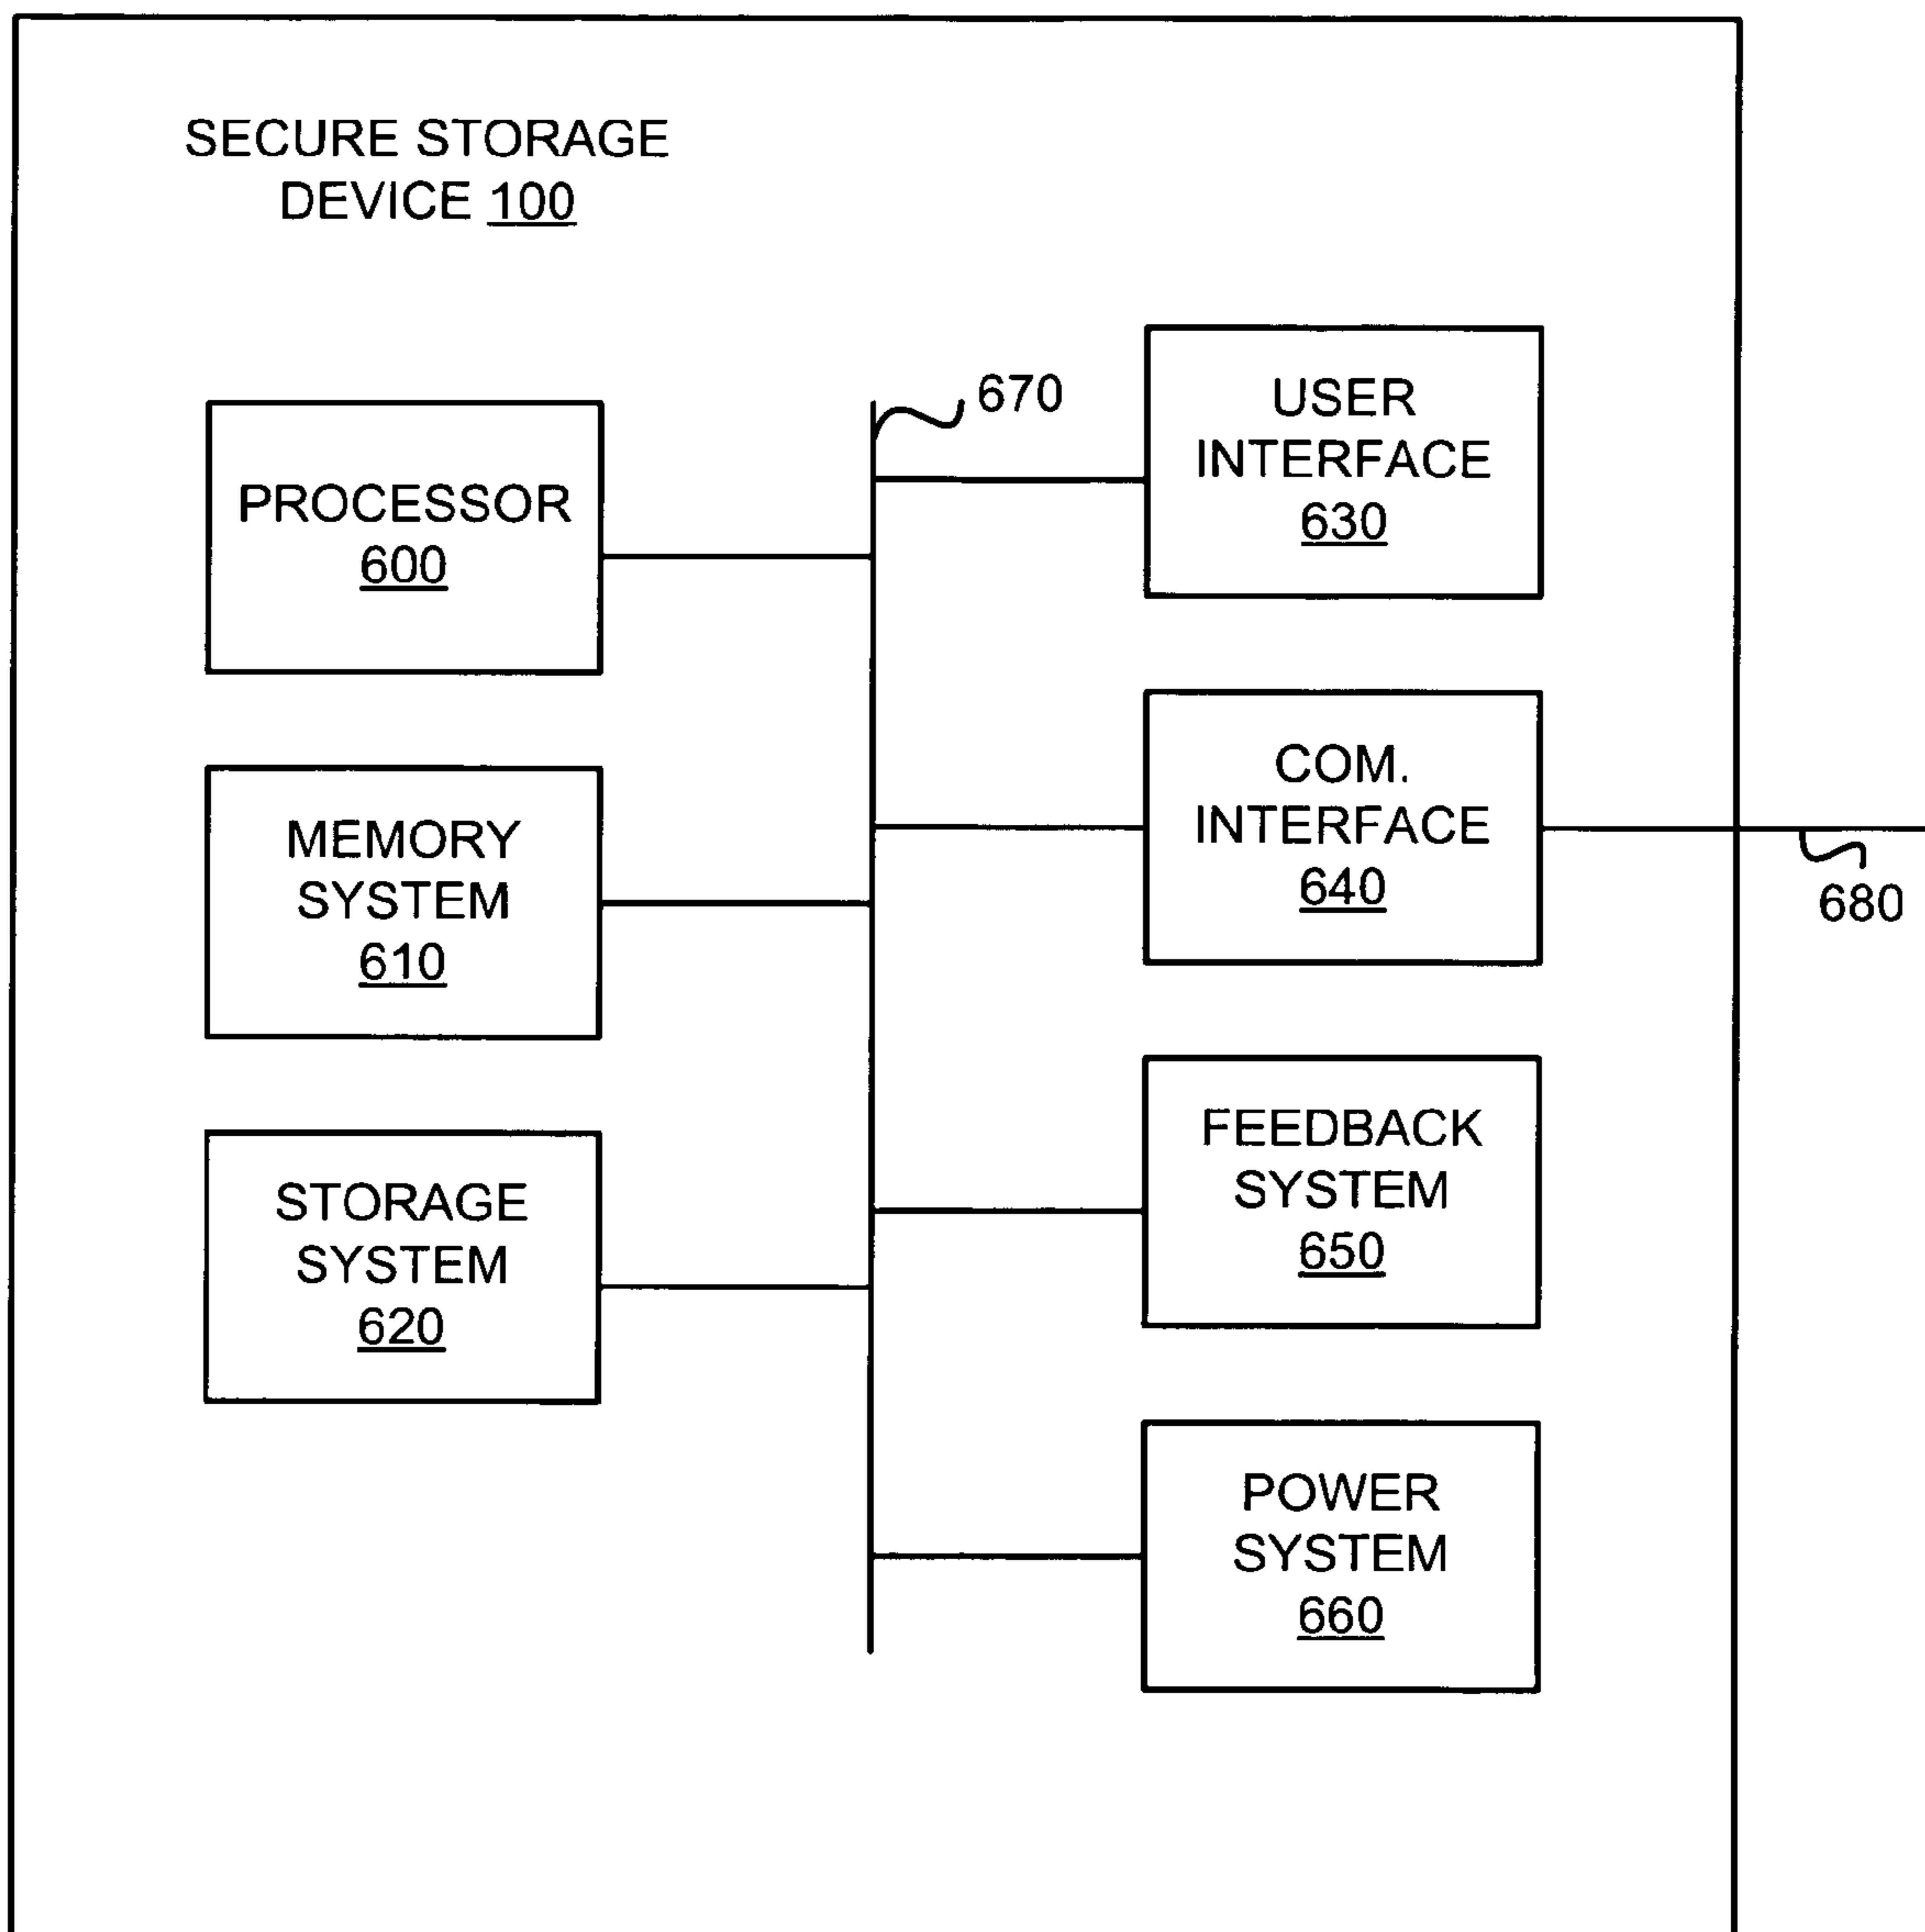 SECURE STORAGE
DEVICE 100
670
USER
INTERFACE
630
PROCESSOR
600
COM.
INTERFACE
640
680
MEMORY
SYSTEM
610
FEEDBACK
SYSTEM
650
STORAGE
SYSTEM
620
POWER
SYSTEM
660